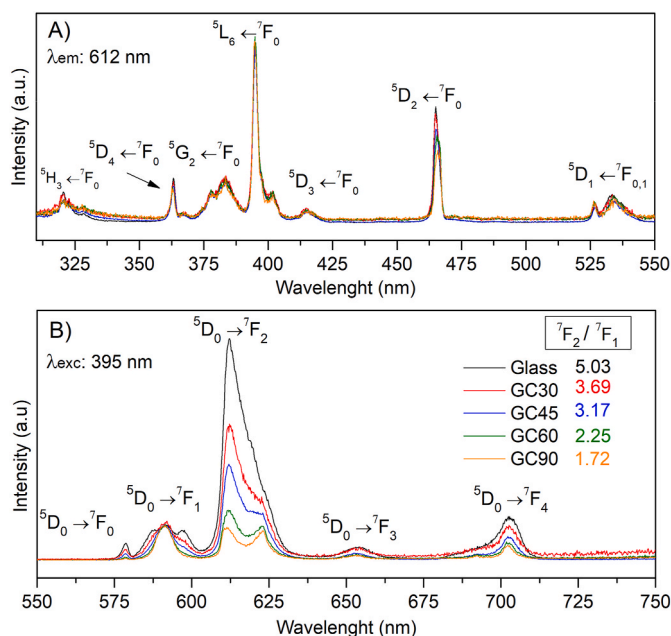 A)
λem: 612 nm
⁵H₃ ←⁷F₀
⁵D₄ ←⁷F₀
⁵G₂ ←⁷F₀
⁵L₆ ←⁷F₀
⁵D₃ ←⁷F₀
⁵D₂ ←⁷F₀
⁵D₁ ←⁷F₀,₁
Intensity (a.u.)
325 350 375 400 425 450 475 500 525 550
Wavelenght (nm)
B)
λexc: 395 nm
⁵D₀ → ⁷F₀
⁵D₀ → ⁷F₁
⁵D₀ → ⁷F₂
⁵D₀ → ⁷F₃
⁵D₀ → ⁷F₄
⁷F₂ / ⁷F₁
Glass 5.03
GC30 3.69
GC45 3.17
GC60 2.25
GC90 1.72
Intensity (a.u)
550 575 600 625 650 675 700 725 750
Wavelenght (nm)